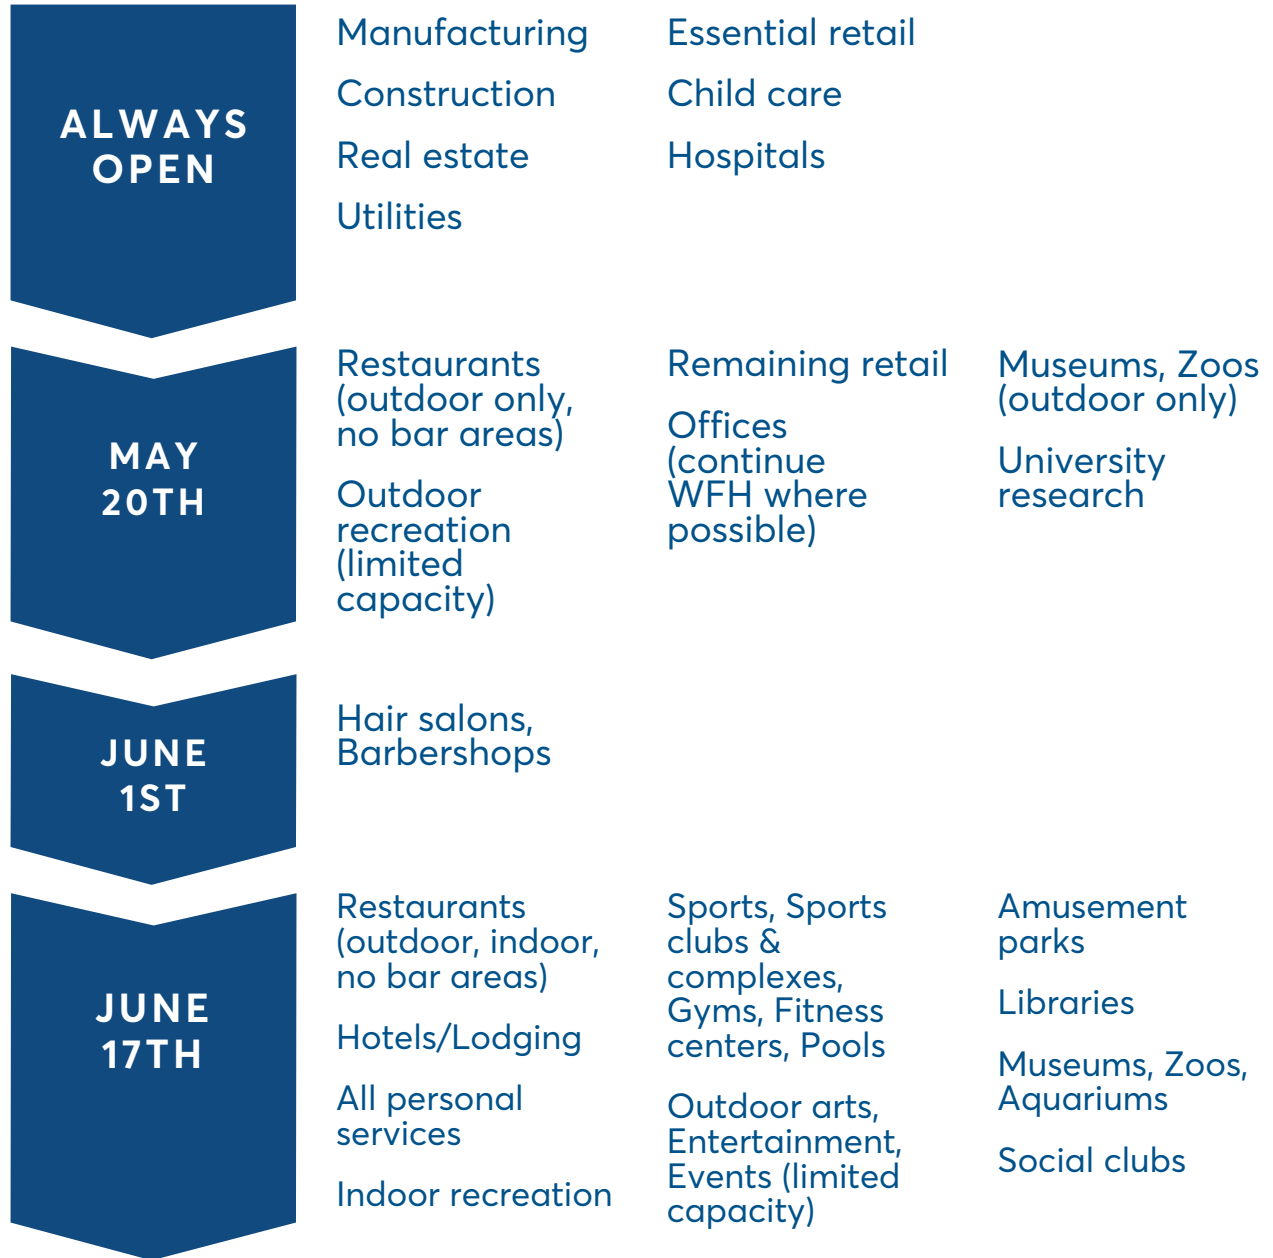 ALWAYS
OPEN
Manufacturing
Construction
Real estate
Utilities
Essential retail
Child care
Hospitals
MAY
20TH
Restaurants
(outdoor only,
no bar areas)
Outdoor
recreation
(limited
capacity)
Remaining retail
Offices
(continue
WFH where
possible)
Museums, Zoos
(outdoor only)
University
research
JUNE
1ST
Hair salons,
Barbershops
JUNE
17TH
Restaurants
(outdoor, indoor,
no bar areas)
Hotels/Lodging
All personal
services
Indoor recreation
Sports, Sports
clubs &
complexes,
Gyms, Fitness
centers, Pools
Outdoor arts,
Entertainment,
Events (limited
capacity)
Amusement
parks
Libraries
Museums, Zoos,
Aquariums
Social clubs